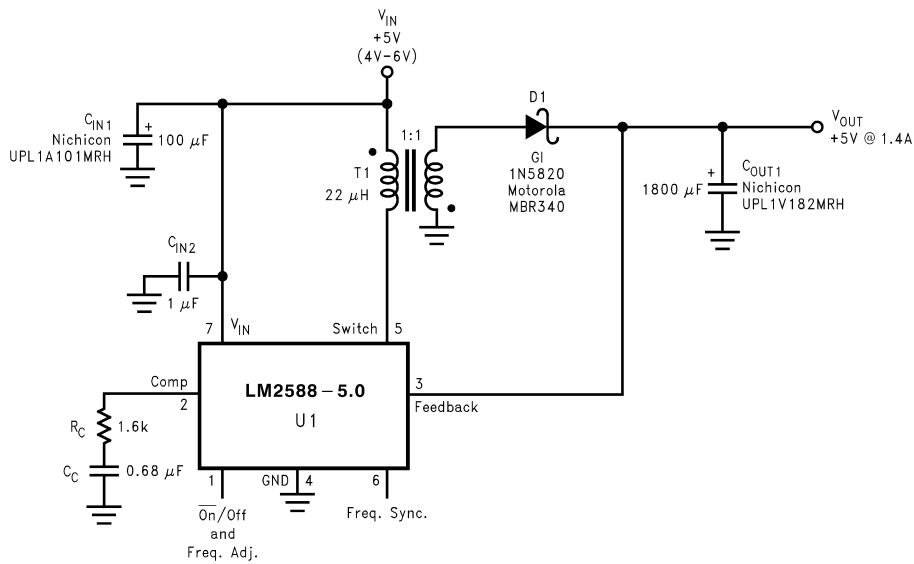 V_IN
+5V
(4V–6V)
C_IN1
Nichicon
UPL1A101MRH
+
100 μF
1:1
T1
22 μH
D1
GI
1N5820
Motorola
MBR340
V_OUT
+5V @ 1.4A
+
1800 μF
C_OUT1
Nichicon
UPL1V182MRH
C_IN2
1 μF
7
V_IN
Switch
5
LM2588 – 5.0
U1
Comp
2
3
Feedback
R_C
1.6k
C_C
0.68 μF
1
GND
4
6
O̅n̅/Off
and
Freq. Adj.
Freq. Sync.